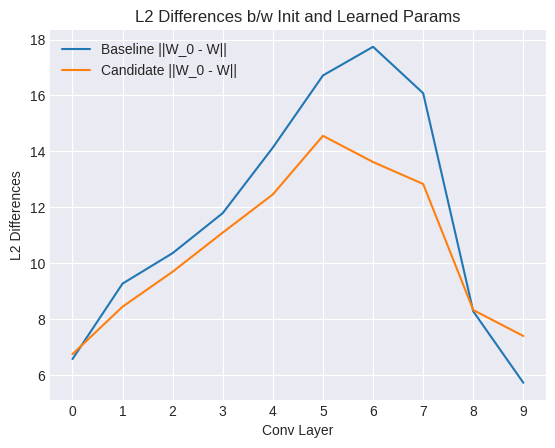 L2 Differences b/w Init and Learned Params
Baseline ||W_0 - W||
Candidate ||W_0 - W||
18
16
14
12
10
8
6
L2 Differences
0 1 2 3 4 5 6 7 8 9
Conv Layer